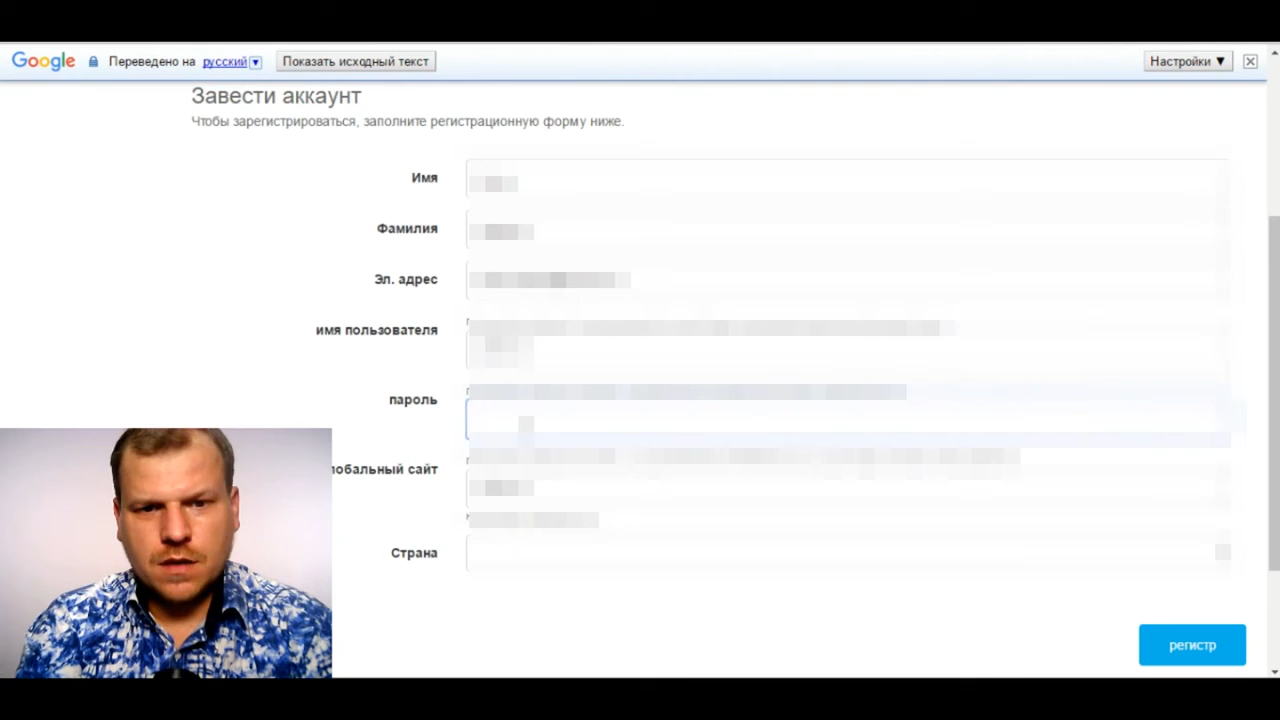 Google Переведено на русский Показать исходный текст Настройки ▼
Завести аккаунт
Чтобы зарегистрироваться, заполните регистрационную форму ниже.
Имя
Фамилия
Эл. адрес
имя пользователя
пароль
лобальный сайт
Страна
регистр